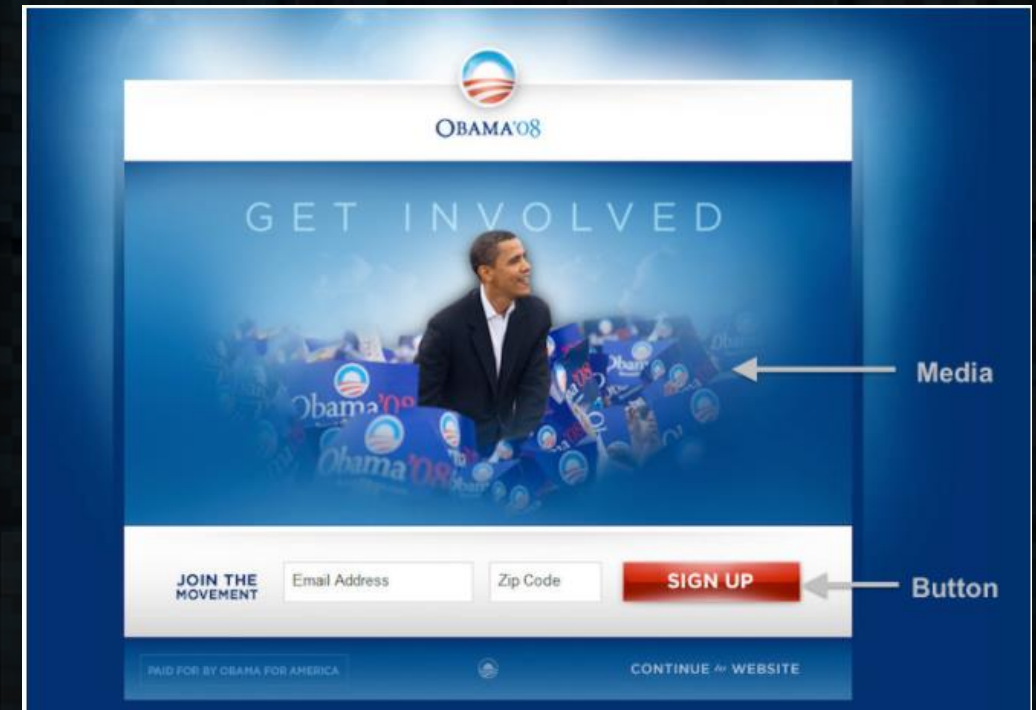 OBAMA'08
GET INVOLVED
Obama'08
Obama'08
Obama
Media
JOIN THE
MOVEMENT
Email Address
Zip Code
SIGN UP
Button
PAID FOR BY OBAMA FOR AMERICA
CONTINUE to WEBSITE